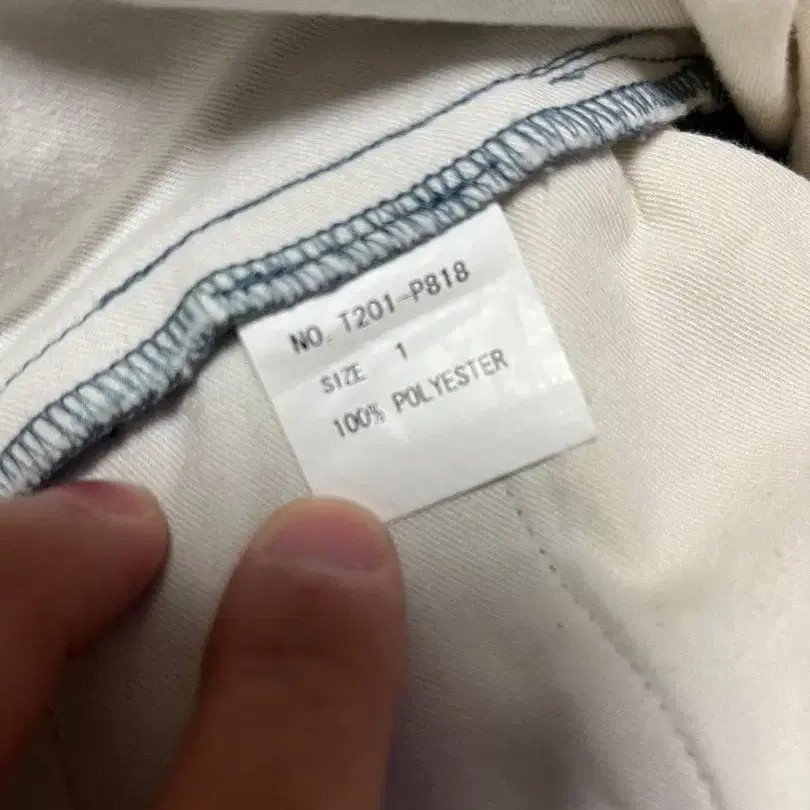 NO. T201-P818
SIZE 1
100% POLYESTER